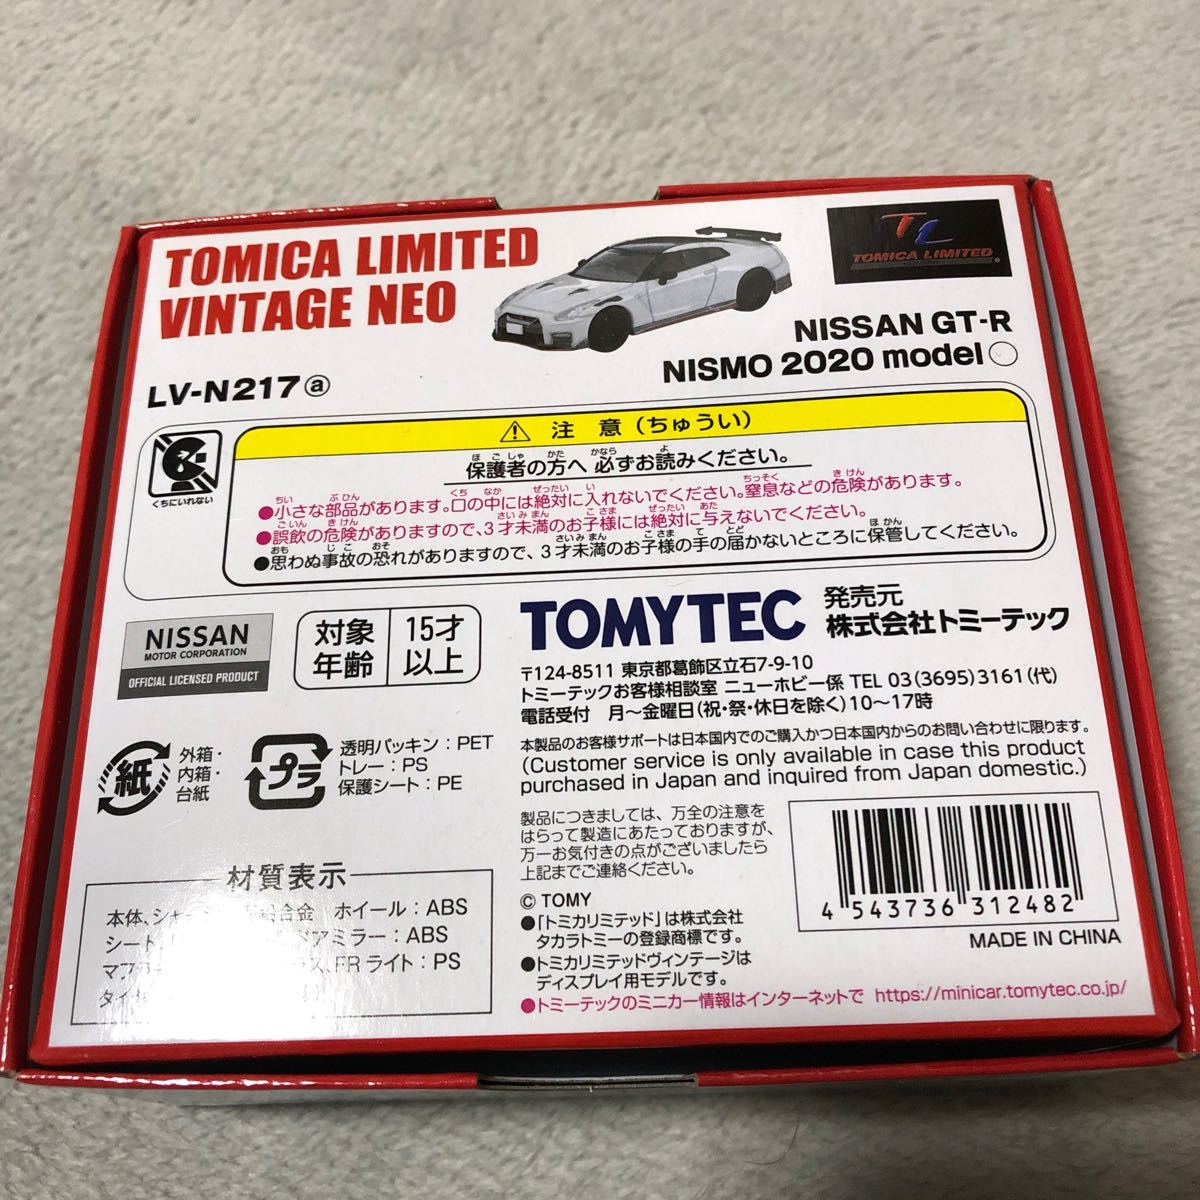 TOMICA LIMITED
VINTAGE NEO
TL
TOMICA LIMITED
NISSAN GT-R
NISMO 2020 model
LV-N217ⓐ
くちにいれない
⚠ 注 意（ちゅうい）
保護者の方へ 必ずお読みください。
●小さな部品があります。口の中には絶対に入れないでください。窒息などの危険があります。
●誤飲の危険がありますので、3才未満のお子様には絶対に与えないでください。
●思わぬ事故の恐れがありますので、3才未満のお子様の手の届かないところに保管してください。
NISSAN
MOTOR CORPORATION
OFFICIAL LICENSED PRODUCT
対象年齢
15才以上
TOMYTEC
発売元
株式会社トミーテック
〒124-8511 東京都葛飾区立石7-9-10
トミーテックお客様相談室 ニューホビー係 TEL 03(3695)3161(代)
電話受付 月～金曜日(祝・祭・休日を除く)10～17時
本製品のお客様サポートは日本国内でのご購入かつ日本国内からのお問い合わせに限ります。
(Customer service is only available in case this product
purchased in Japan and inquired from Japan domestic.)
紙
外箱・
内箱・
台紙
プラ
透明パッキン：PET
トレー：PS
保護シート：PE
製品につきましては、万全の注意を
はらって製造にあたっておりますが、
万一お気付きの点がございましたら
上記までご連絡ください。
© TOMY
●「トミカリミテッド」は株式会社
タカラトミーの登録商標です。
●トミカリミテッドヴィンテージは
ディスプレイ用モデルです。
●トミーテックのミニカー情報はインターネットで https://minicar.tomytec.co.jp/
4 543736 312482
MADE IN CHINA
材質表示
本体、シャー 合金 ホイール：ABS
シート ドアミラー：ABS
マフラー ス、FRライト：PS
タイ